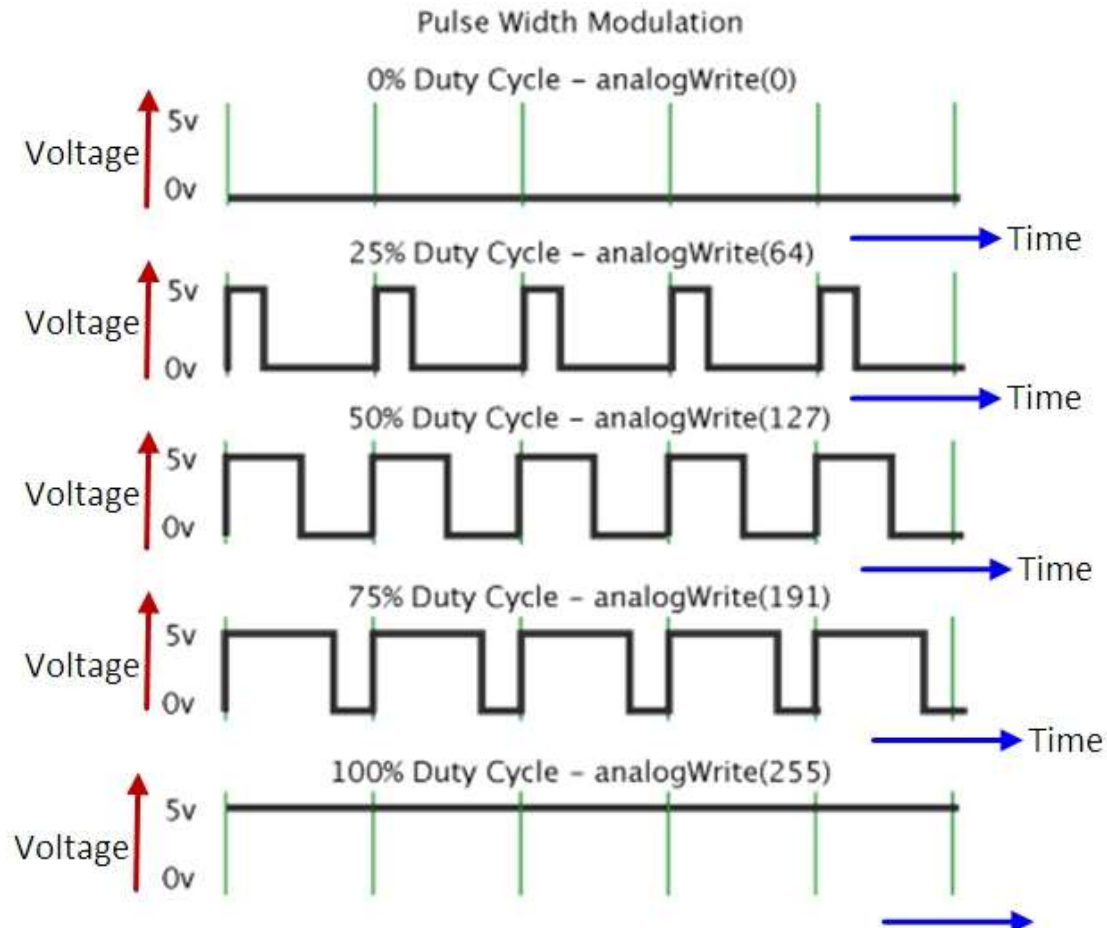 Pulse Width Modulation
0% Duty Cycle – analogWrite(0)
5v
Voltage
0v
Time
25% Duty Cycle – analogWrite(64)
5v
Voltage
0v
Time
50% Duty Cycle – analogWrite(127)
5v
Voltage
0v
Time
75% Duty Cycle – analogWrite(191)
5v
Voltage
0v
Time
100% Duty Cycle – analogWrite(255)
5v
Voltage
0v